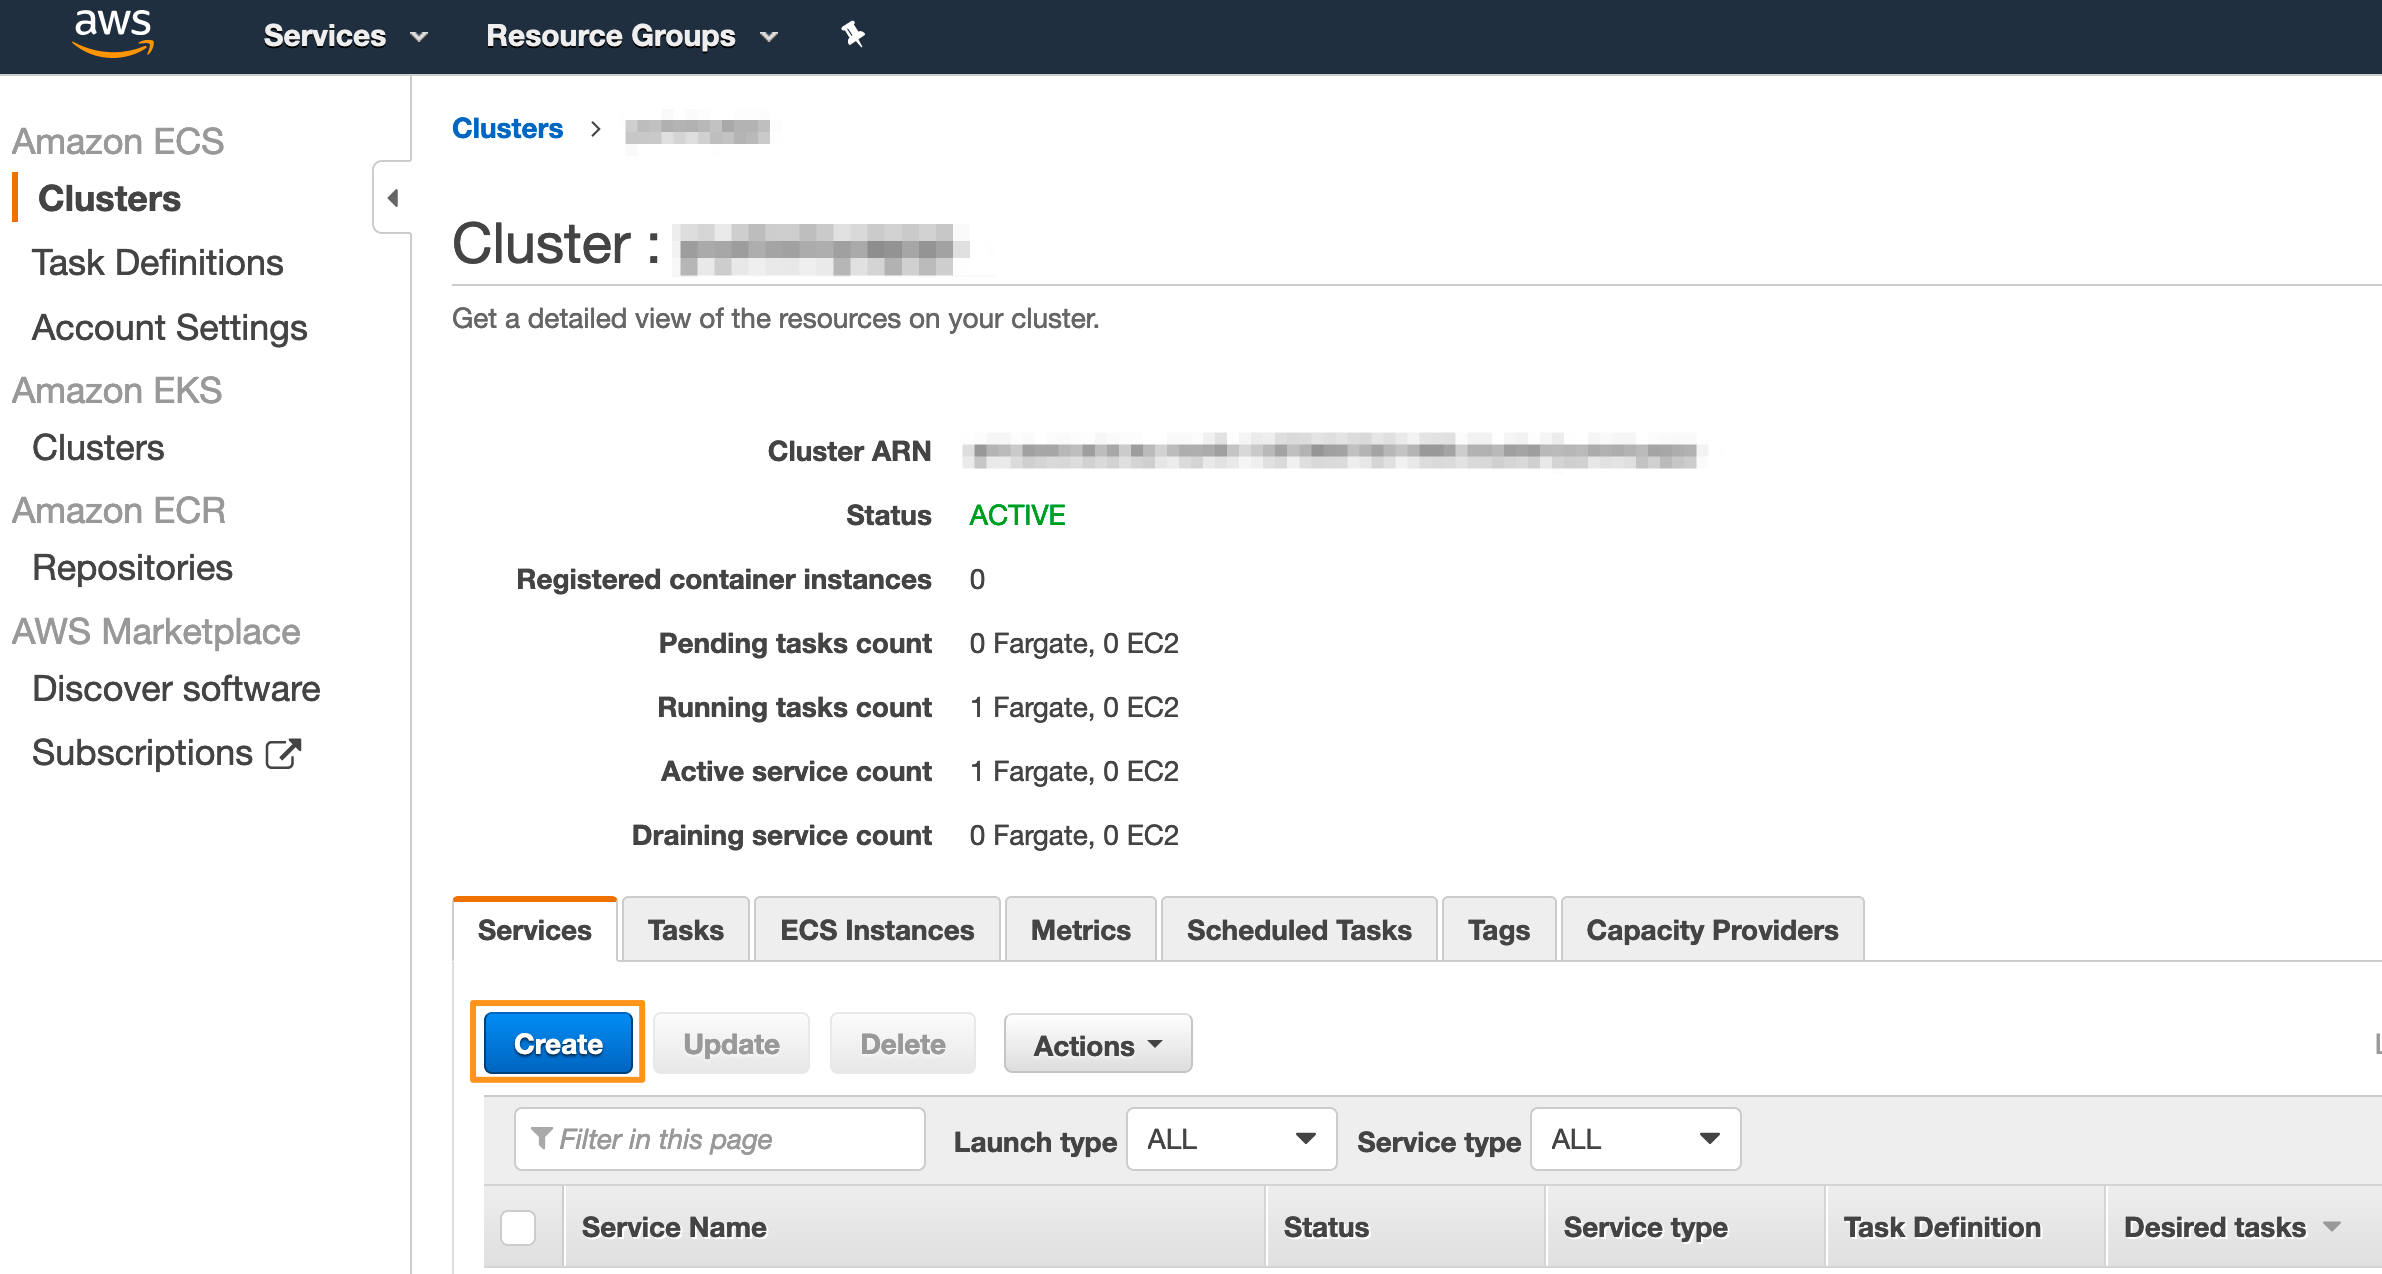 aws Services Resource Groups
Amazon ECS
Clusters
Task Definitions
Account Settings
Amazon EKS
Clusters
Amazon ECR
Repositories
AWS Marketplace
Discover software
Subscriptions
Clusters >
Cluster :
Get a detailed view of the resources on your cluster.
Cluster ARN
Status ACTIVE
Registered container instances 0
Pending tasks count 0 Fargate, 0 EC2
Running tasks count 1 Fargate, 0 EC2
Active service count 1 Fargate, 0 EC2
Draining service count 0 Fargate, 0 EC2
Services Tasks ECS Instances Metrics Scheduled Tasks Tags Capacity Providers
Create Update Delete Actions
Filter in this page Launch type ALL Service type ALL
Service Name Status Service type Task Definition Desired tasks